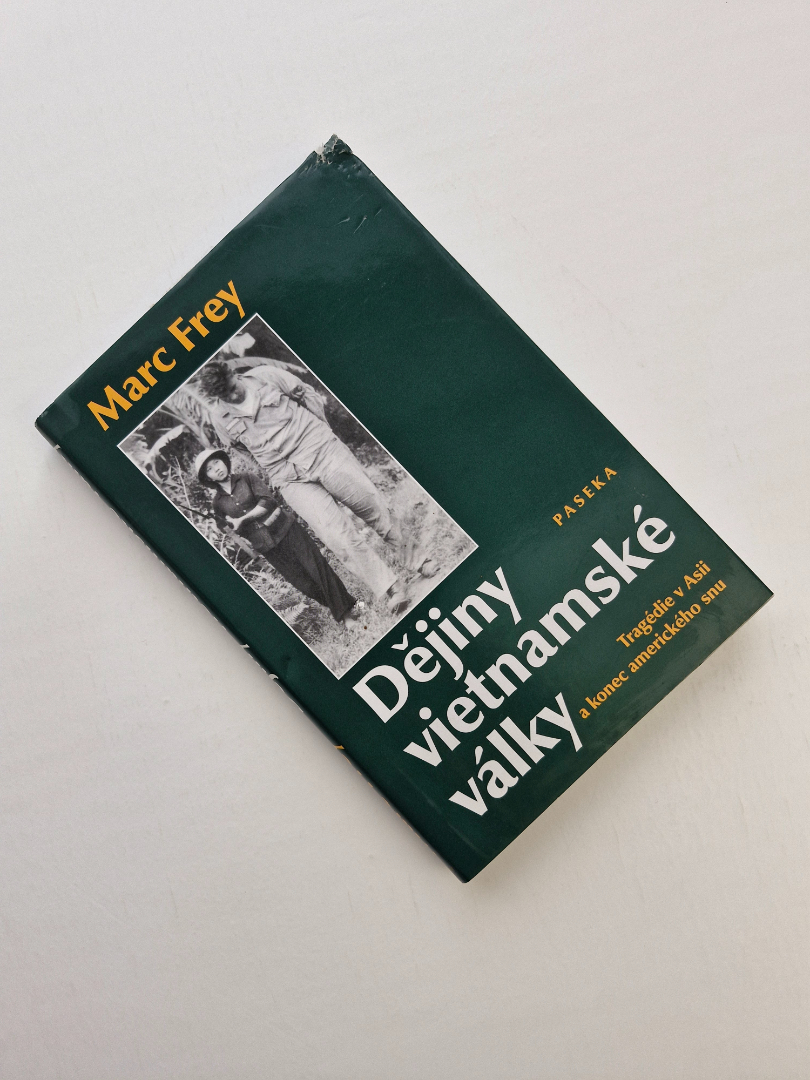 Marc Frey
PASEKA
Dějiny
vietnamské
války
Tragédie v Asii
a konec amerického snu